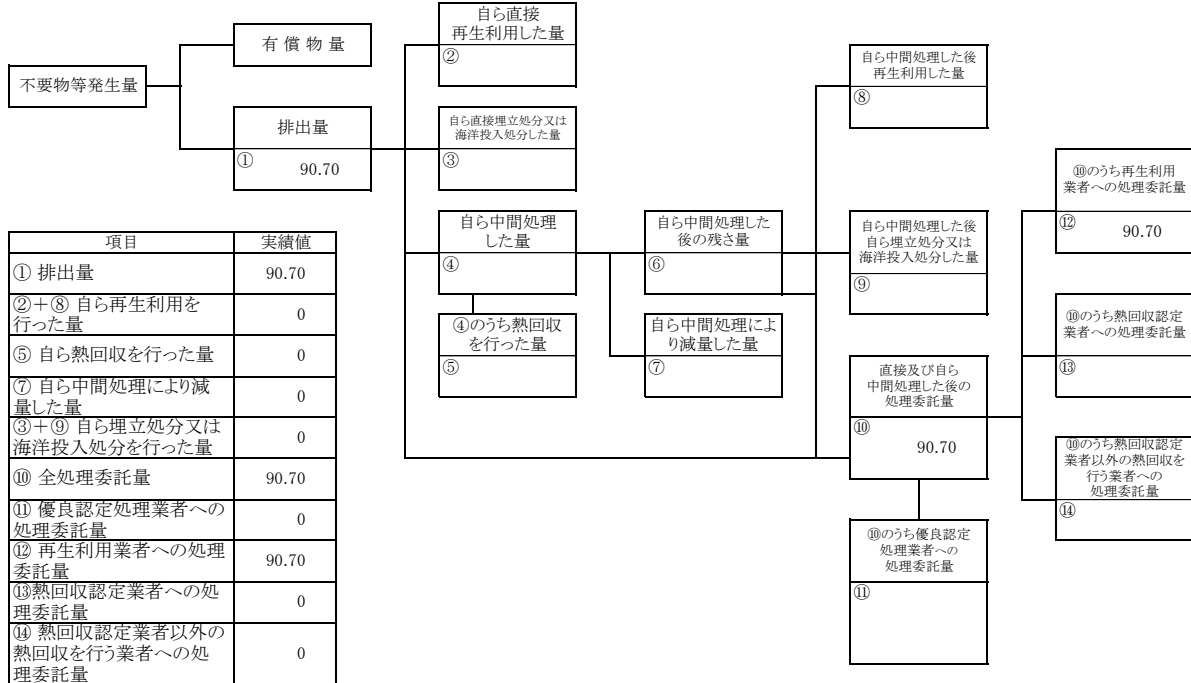 不要物等発生量
有 償 物 量
排出量
① 90.70
自ら直接
再生利用した量
②
自ら直接埋立処分又は
海洋投入処分した量
③
自ら中間処理
した量
④
④のうち熱回収
を行った量
⑤
自ら中間処理した
後の残さ量
⑥
自ら中間処理によ
り減量した量
⑦
自ら中間処理した後
再生利用した量
⑧
自ら中間処理した後
自ら埋立処分又は
海洋投入処分した量
⑨
直接及び自ら
中間処理した後の
処理委託量
⑩
90.70
⑩のうち優良認定
処理業者への
処理委託量
⑪
⑩のうち再生利用
業者への処理委託量
⑫ 90.70
⑩のうち熱回収認定
業者への処理委託量
⑬
⑩のうち熱回収認定
業者以外の熱回収を
行う業者への
処理委託量
⑭
項目 実績値
① 排出量 90.70
②+⑧ 自ら再生利用を
行った量 0
⑤ 自ら熱回収を行った量 0
⑦ 自ら中間処理により減
量した量 0
③+⑨ 自ら埋立処分又は
海洋投入処分を行った量 0
⑩ 全処理委託量 90.70
⑪ 優良認定処理業者への
処理委託量 0
⑫ 再生利用業者への処理
委託量 90.70
⑬熱回収認定業者への処
理委託量 0
⑭ 熱回収認定業者以外の
熱回収を行う業者への処
理委託量 0